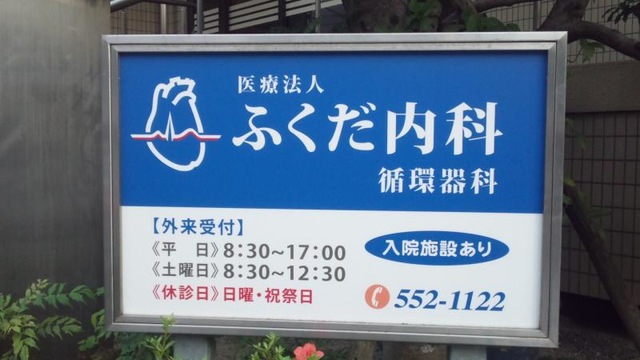 医療法人
ふくだ内科
循環器科
【外来受付】
《平　日》8:30～17:00
《土曜日》8:30～12:30
《休診日》日曜・祝祭日
入院施設あり
552-1122